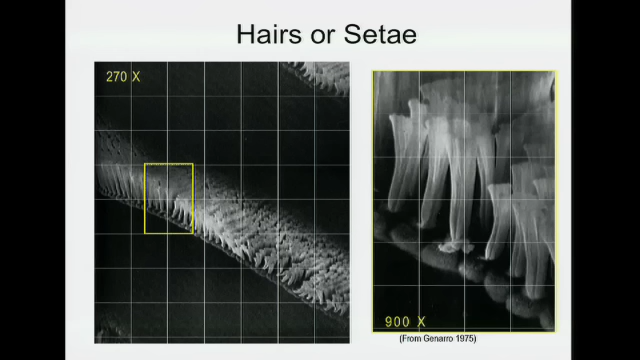 Hairs or Setae
270 X
900 X
(From Genarro 1975)